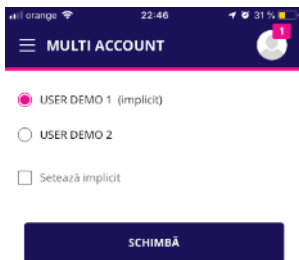 orange 22:46 31 %
MULTI ACCOUNT 1
USER DEMO 1 (implicit)
USER DEMO 2
Setează implicit
SCHIMBĂ